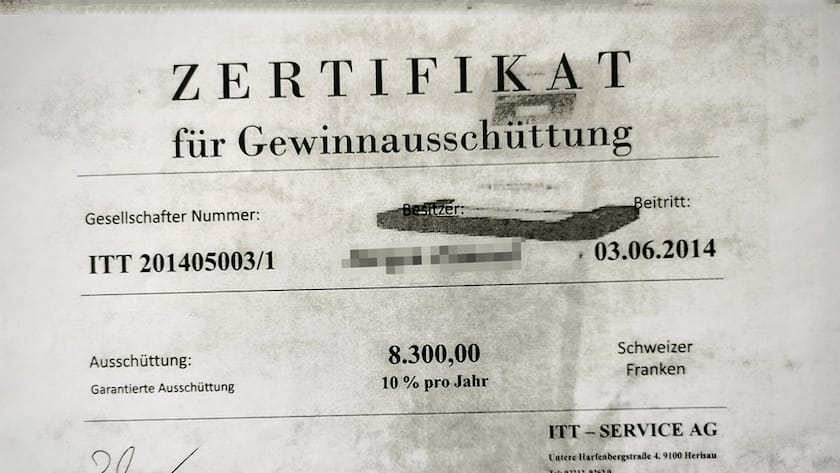 ZERTIFIKAT
für Gewinnausschüttung
Gesellschafter Nummer:
Besitzer:
Beitritt:
ITT 201405003/1
03.06.2014
Ausschüttung:
8.300,00
Schweizer
Franken
Garantierte Ausschüttung
10 % pro Jahr
ITT – SERVICE AG
Untere Harfenbergstraße 4, 9100 Herisau